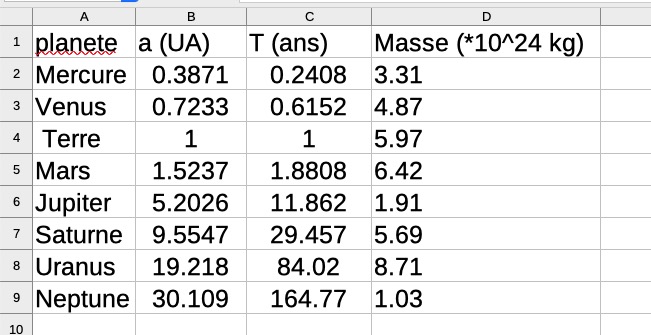 A B C D
1 planete a (UA) T (ans) Masse (*10^24 kg)
2 Mercure 0.3871 0.2408 3.31
3 Venus 0.7233 0.6152 4.87
4 Terre 1 1 5.97
5 Mars 1.5237 1.8808 6.42
6 Jupiter 5.2026 11.862 1.91
7 Saturne 9.5547 29.457 5.69
8 Uranus 19.218 84.02 8.71
9 Neptune 30.109 164.77 1.03
10